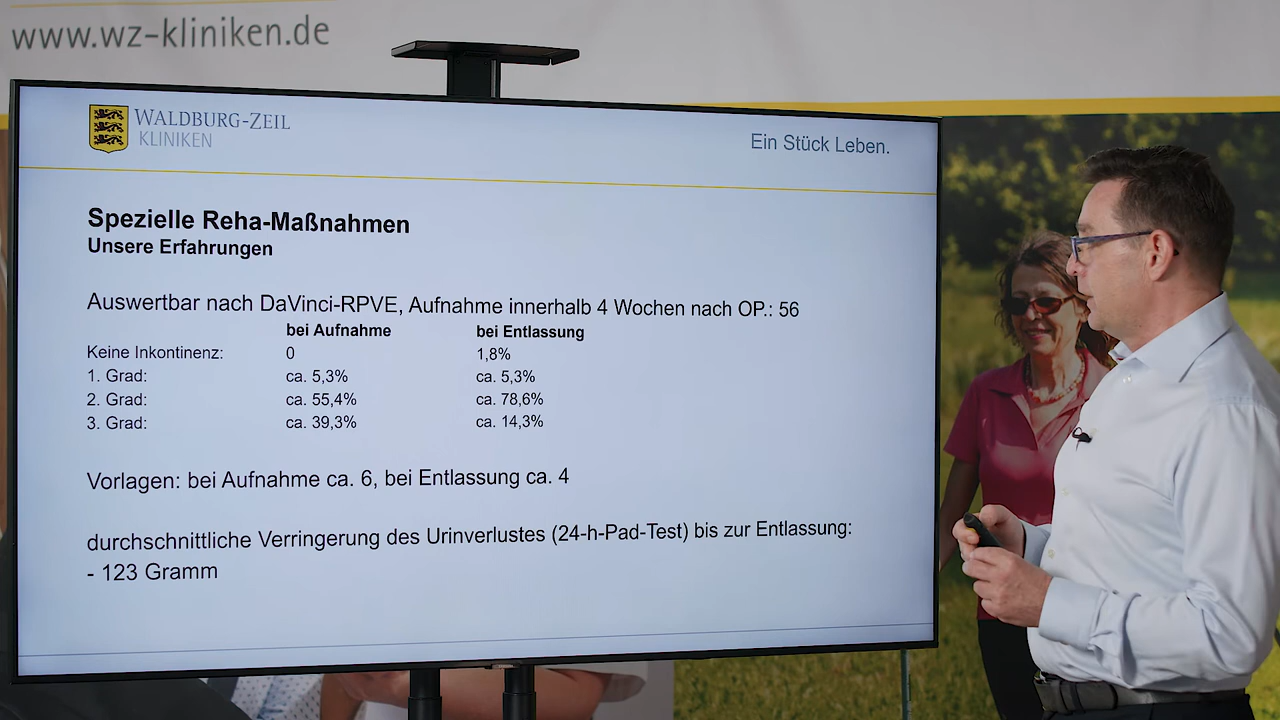 www.wz-kliniken.de
WALDBURG-ZEIL
KLINIKEN
Ein Stück Leben.
Spezielle Reha-Maßnahmen
Unsere Erfahrungen
Auswertbar nach DaVinci-RPVE, Aufnahme innerhalb 4 Wochen nach OP.: 56
bei Aufnahme bei Entlassung
Keine Inkontinenz: 0 1,8%
1. Grad: ca. 5,3% ca. 5,3%
2. Grad: ca. 55,4% ca. 78,6%
3. Grad: ca. 39,3% ca. 14,3%
Vorlagen: bei Aufnahme ca. 6, bei Entlassung ca. 4
durchschnittliche Verringerung des Urinverlustes (24-h-Pad-Test) bis zur Entlassung:
- 123 Gramm